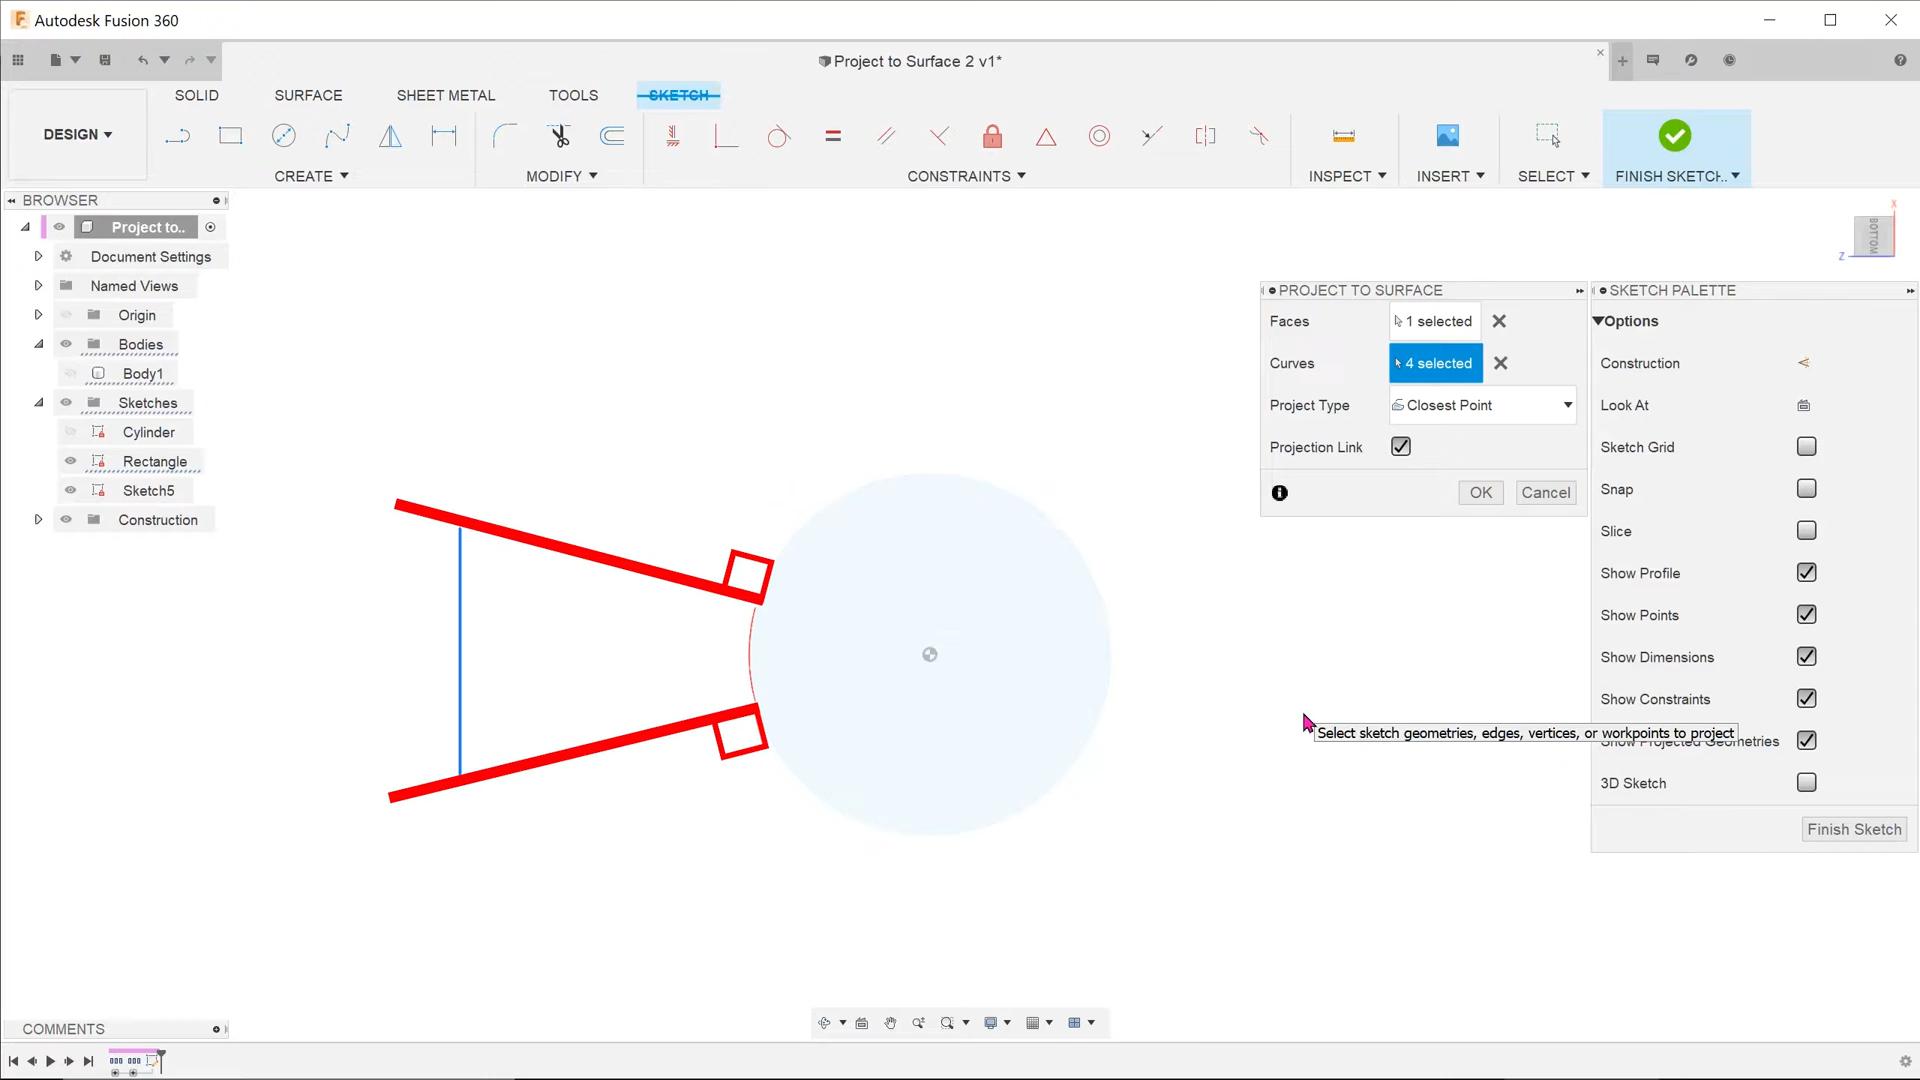 Autodesk Fusion 360
Project to Surface 2 v1*
SOLID
SURFACE
SHEET METAL
TOOLS
SKETCH
DESIGN
CREATE
MODIFY
CONSTRAINTS
INSPECT
INSERT
SELECT
FINISH SKETCH..
BROWSER
Project to..
Document Settings
Named Views
Origin
Bodies
Body1
Sketches
Cylinder
Rectangle
Sketch5
Construction
X
BOTTOM
Z
PROJECT TO SURFACE
Faces
1 selected
Curves
4 selected
Project Type
Closest Point
Projection Link
OK
Cancel
SKETCH PALETTE
Options
Construction
Look At
Sketch Grid
Snap
Slice
Show Profile
Show Points
Show Dimensions
Show Constraints
Show Projected Geometries
3D Sketch
Finish Sketch
Select sketch geometries, edges, vertices, or workpoints to project
COMMENTS